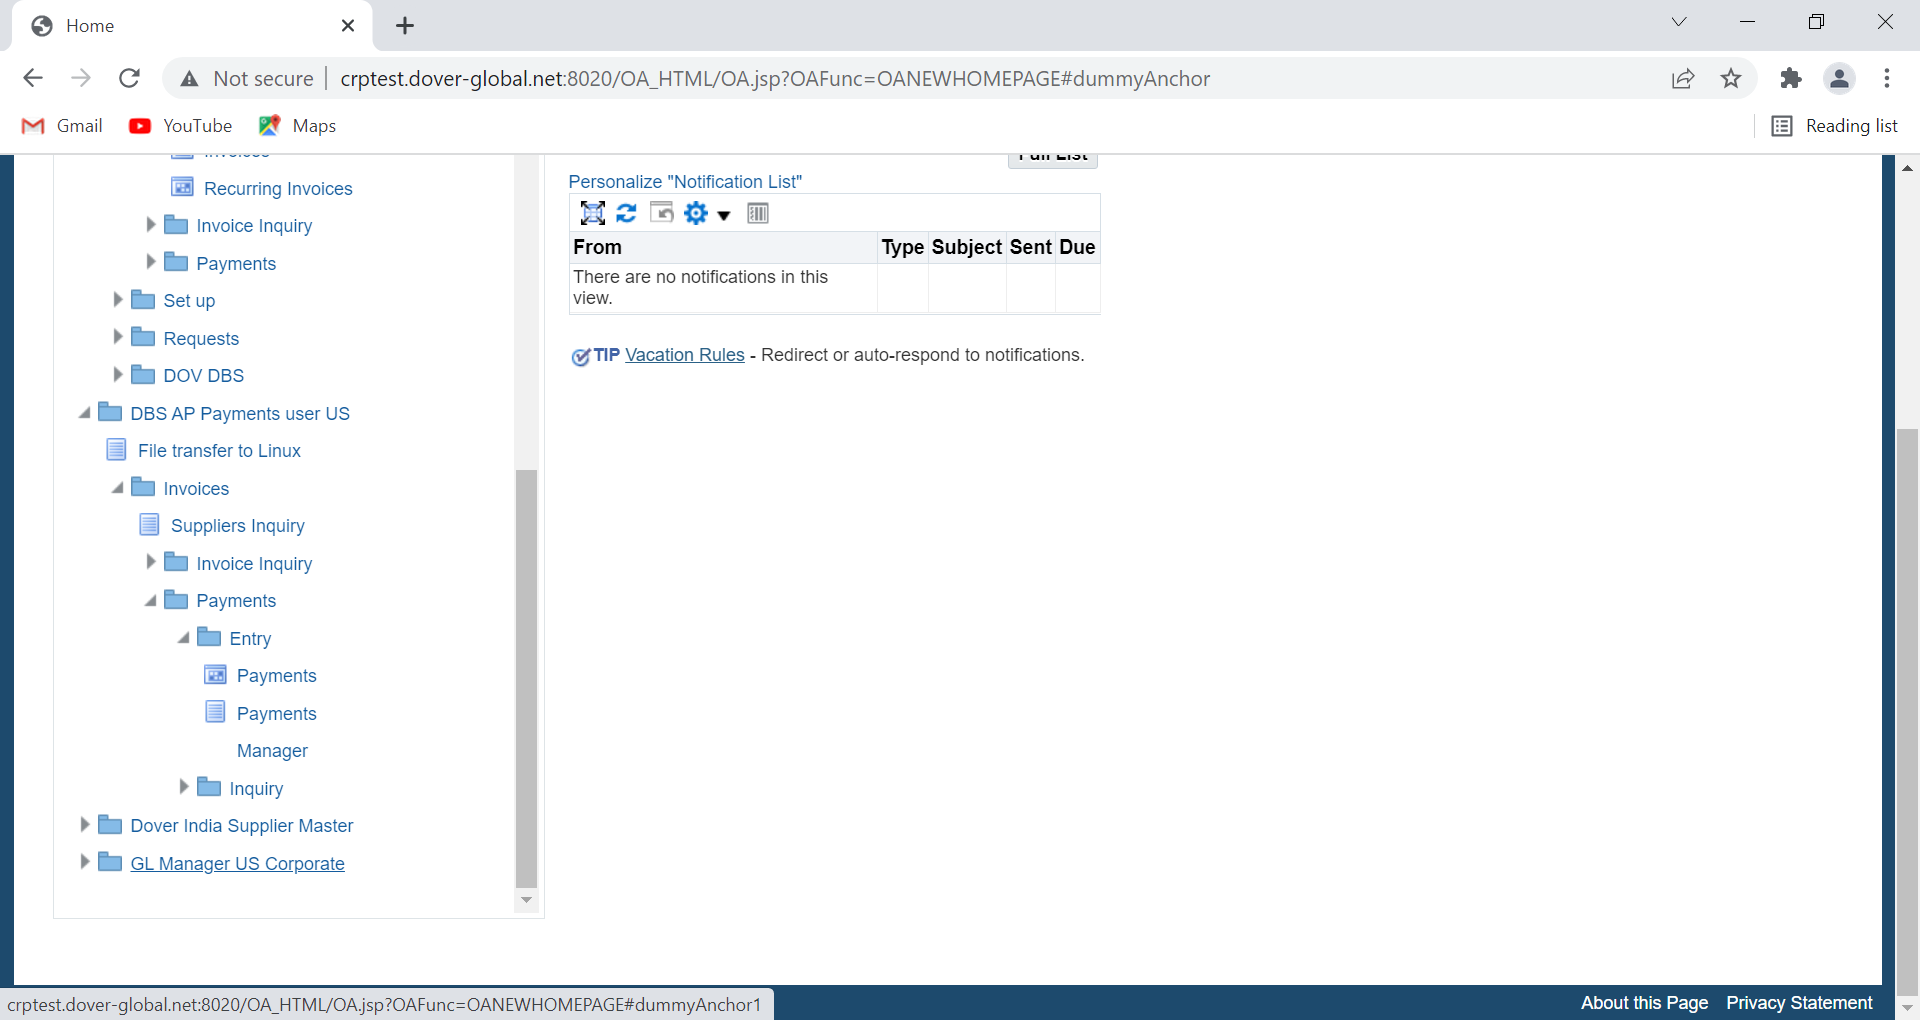 Home
Not secure crptest.dover-global.net:8020/OA_HTML/OA.jsp?OAFunc=OANEWHOMEPAGE#dummyAnchor
Gmail YouTube Maps Reading list
Invoices
Recurring Invoices
Invoice Inquiry
Payments
Set up
Requests
DOV DBS
DBS AP Payments user US
File transfer to Linux
Invoices
Suppliers Inquiry
Invoice Inquiry
Payments
Entry
Payments
Payments
Manager
Inquiry
Dover India Supplier Master
GL Manager US Corporate
Full List
Personalize "Notification List"
From Type Subject Sent Due
There are no notifications in this
view.
TIP Vacation Rules - Redirect or auto-respond to notifications.
crptest.dover-global.net:8020/OA_HTML/OA.jsp?OAFunc=OANEWHOMEPAGE#dummyAnchor1
About this Page Privacy Statement